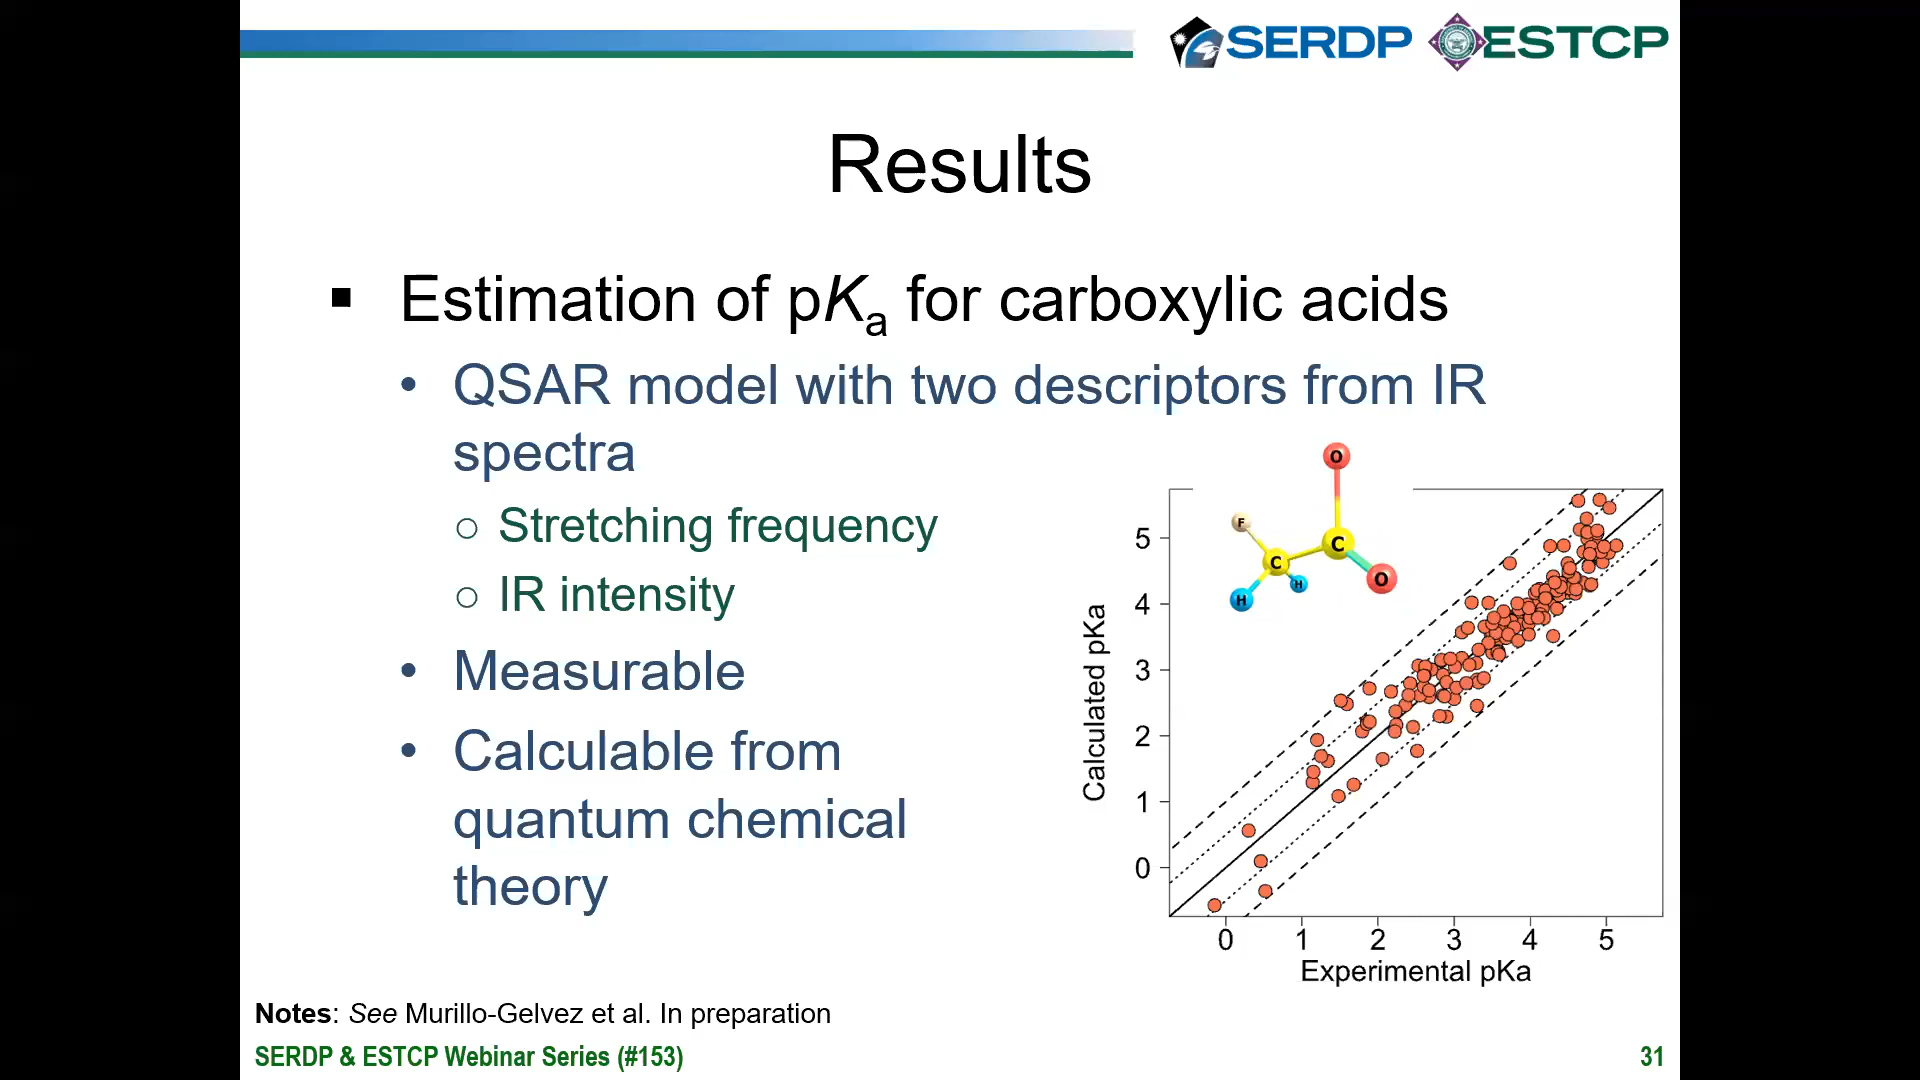 SERDP ESTCP
Results
▪ Estimation of pKa for carboxylic acids
• QSAR model with two descriptors from IR
spectra
○ Stretching frequency
○ IR intensity
• Measurable
• Calculable from
quantum chemical
theory
O
F
C
C
O
H
H
Calculated pKa
5
4
3
2
1
0
0 1 2 3 4 5
Experimental pKa
Notes: See Murillo-Gelvez et al. In preparation
SERDP & ESTCP Webinar Series (#153)
31